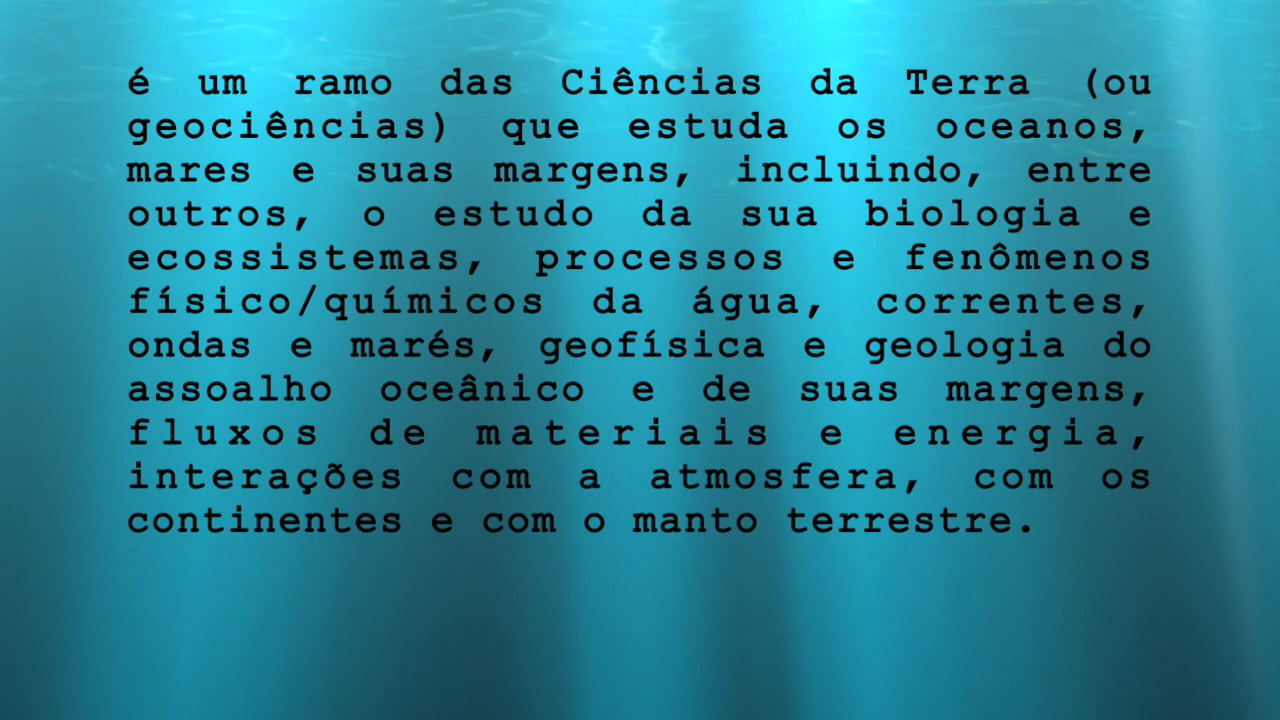 é um ramo das Ciências da Terra (ou
geociências) que estuda os oceanos,
mares e suas margens, incluindo, entre
outros, o estudo da sua biologia e
ecossistemas, processos e fenômenos
físico/químicos da água, correntes,
ondas e marés, geofísica e geologia do
assoalho oceânico e de suas margens,
fluxos de materiais e energia,
interações com a atmosfera, com os
continentes e com o manto terrestre.